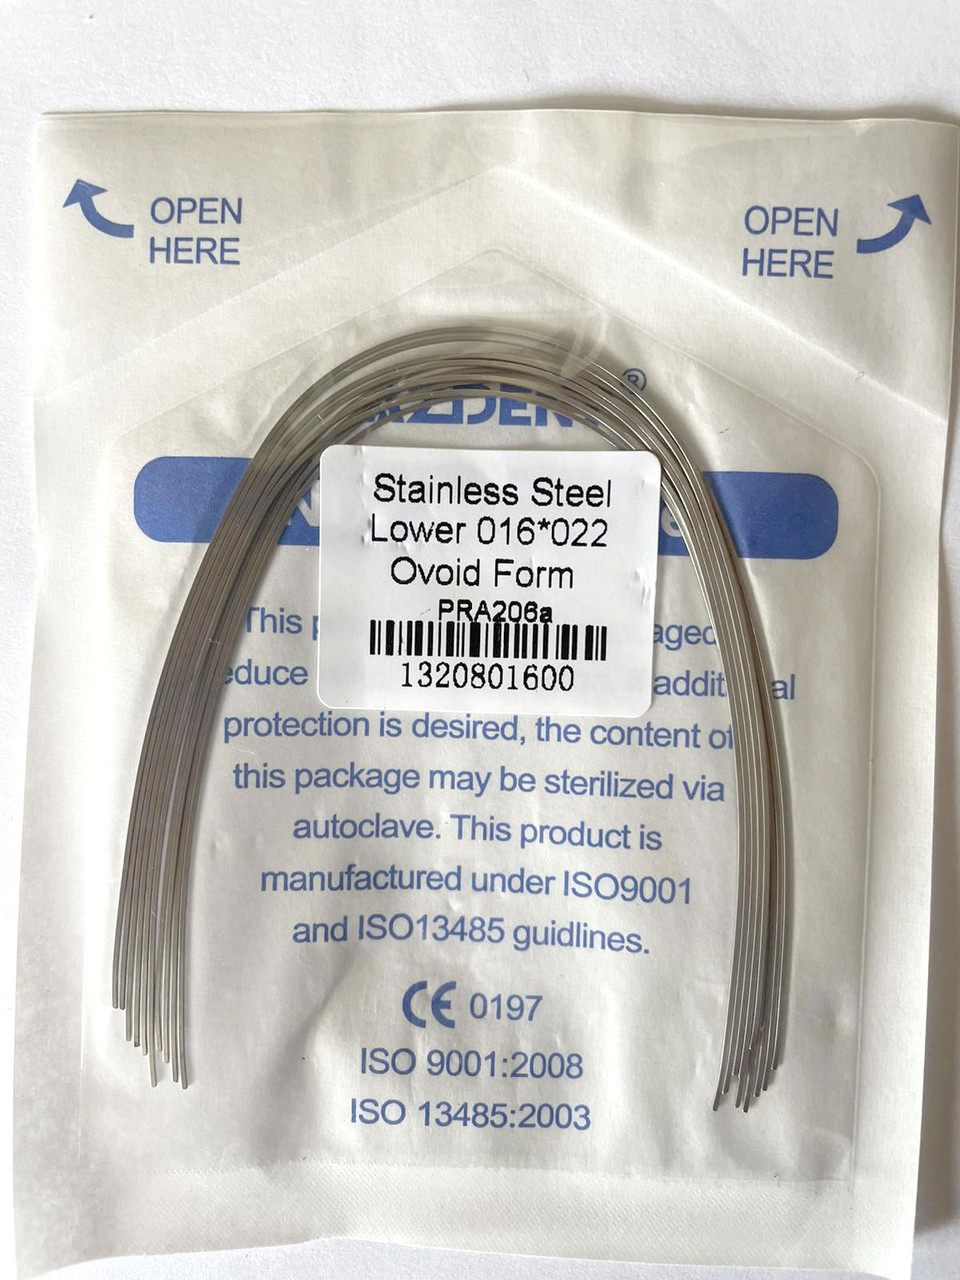 OPEN
HERE
OPEN
HERE
®
Stainless Steel
Lower 016*022
Ovoid Form
PRA206a
1320801600
This
protection is desired, the content of
this package may be sterilized via
autoclave. This product is
manufactured under ISO9001
and ISO13485 guidlines.
CE 0197
ISO 9001:2008
ISO 13485:2003